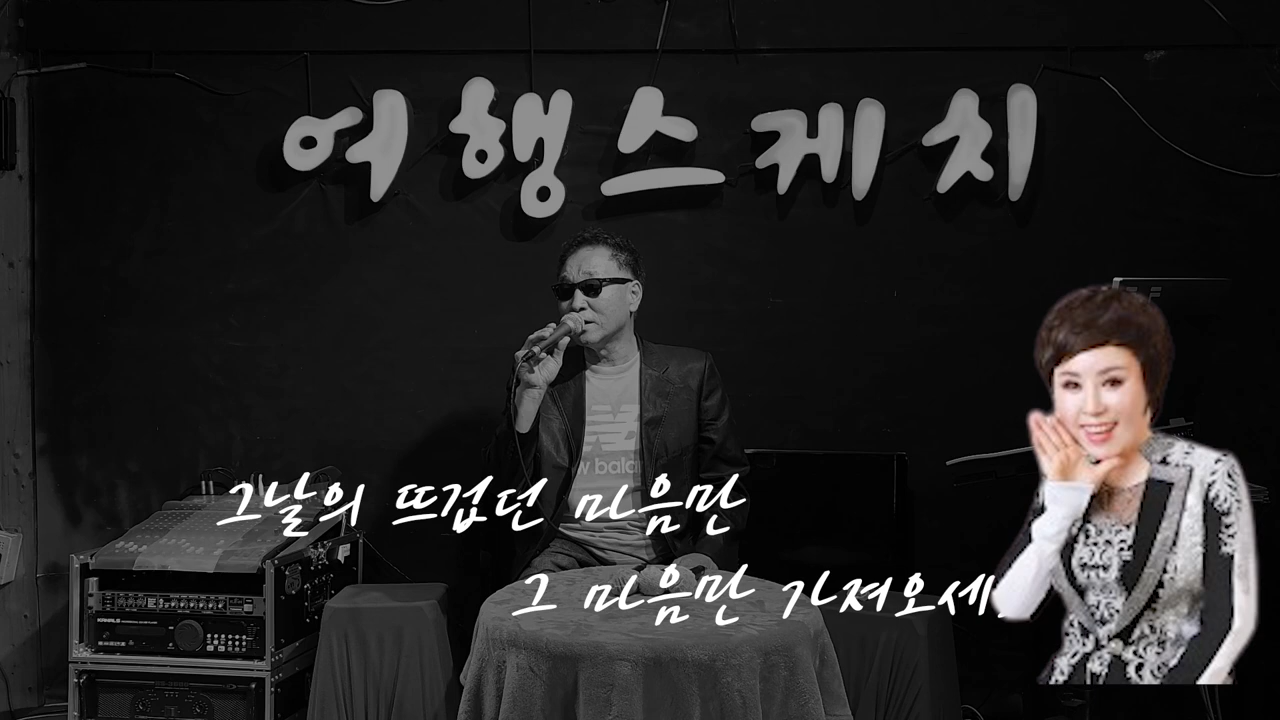 여행스케치
그날의 뜨겁던 마음만
그 마음만 가져오세